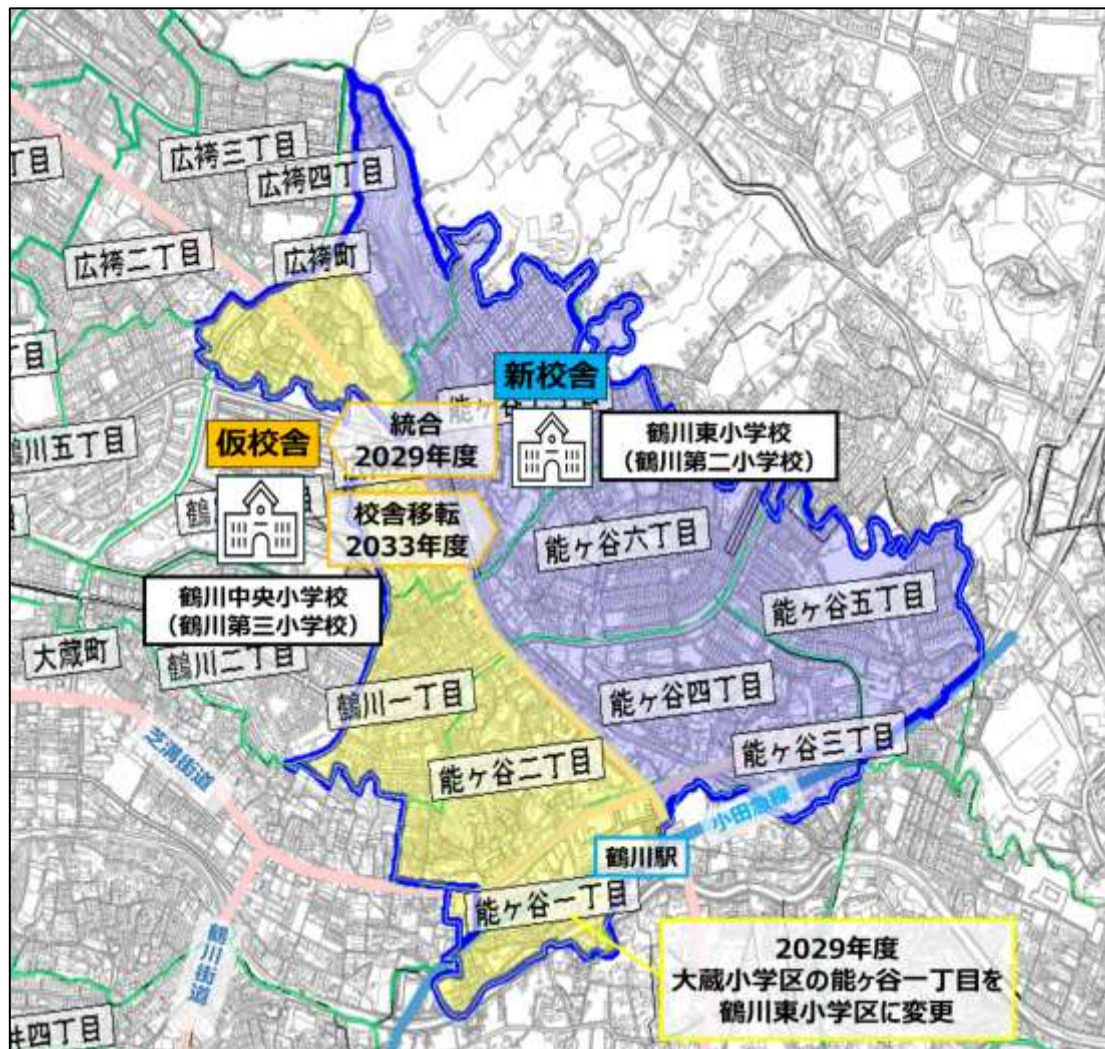 広袴三丁目
丁目
広袴四丁目
広袴二丁目
広袴町
丁目
新校舎
能ヶ谷
仮校舎
統合
2029年度
鶴川東小学校
(鶴川第二小学校)
鶴川五丁目
校舎移転
2033年度
能ヶ谷六丁目
鶴川中央小学校
(鶴川第三小学校)
能ヶ谷五丁目
大蔵町
鶴川二丁目
鶴川一丁目
能ヶ谷四丁目
能ヶ谷三丁目
能ヶ谷二丁目
芝溝街道
小田急線
鶴川駅
能ヶ谷一丁目
鶴川街道
2029年度
大蔵小学区の能ヶ谷一丁目を
鶴川東小学区に変更
井四丁目